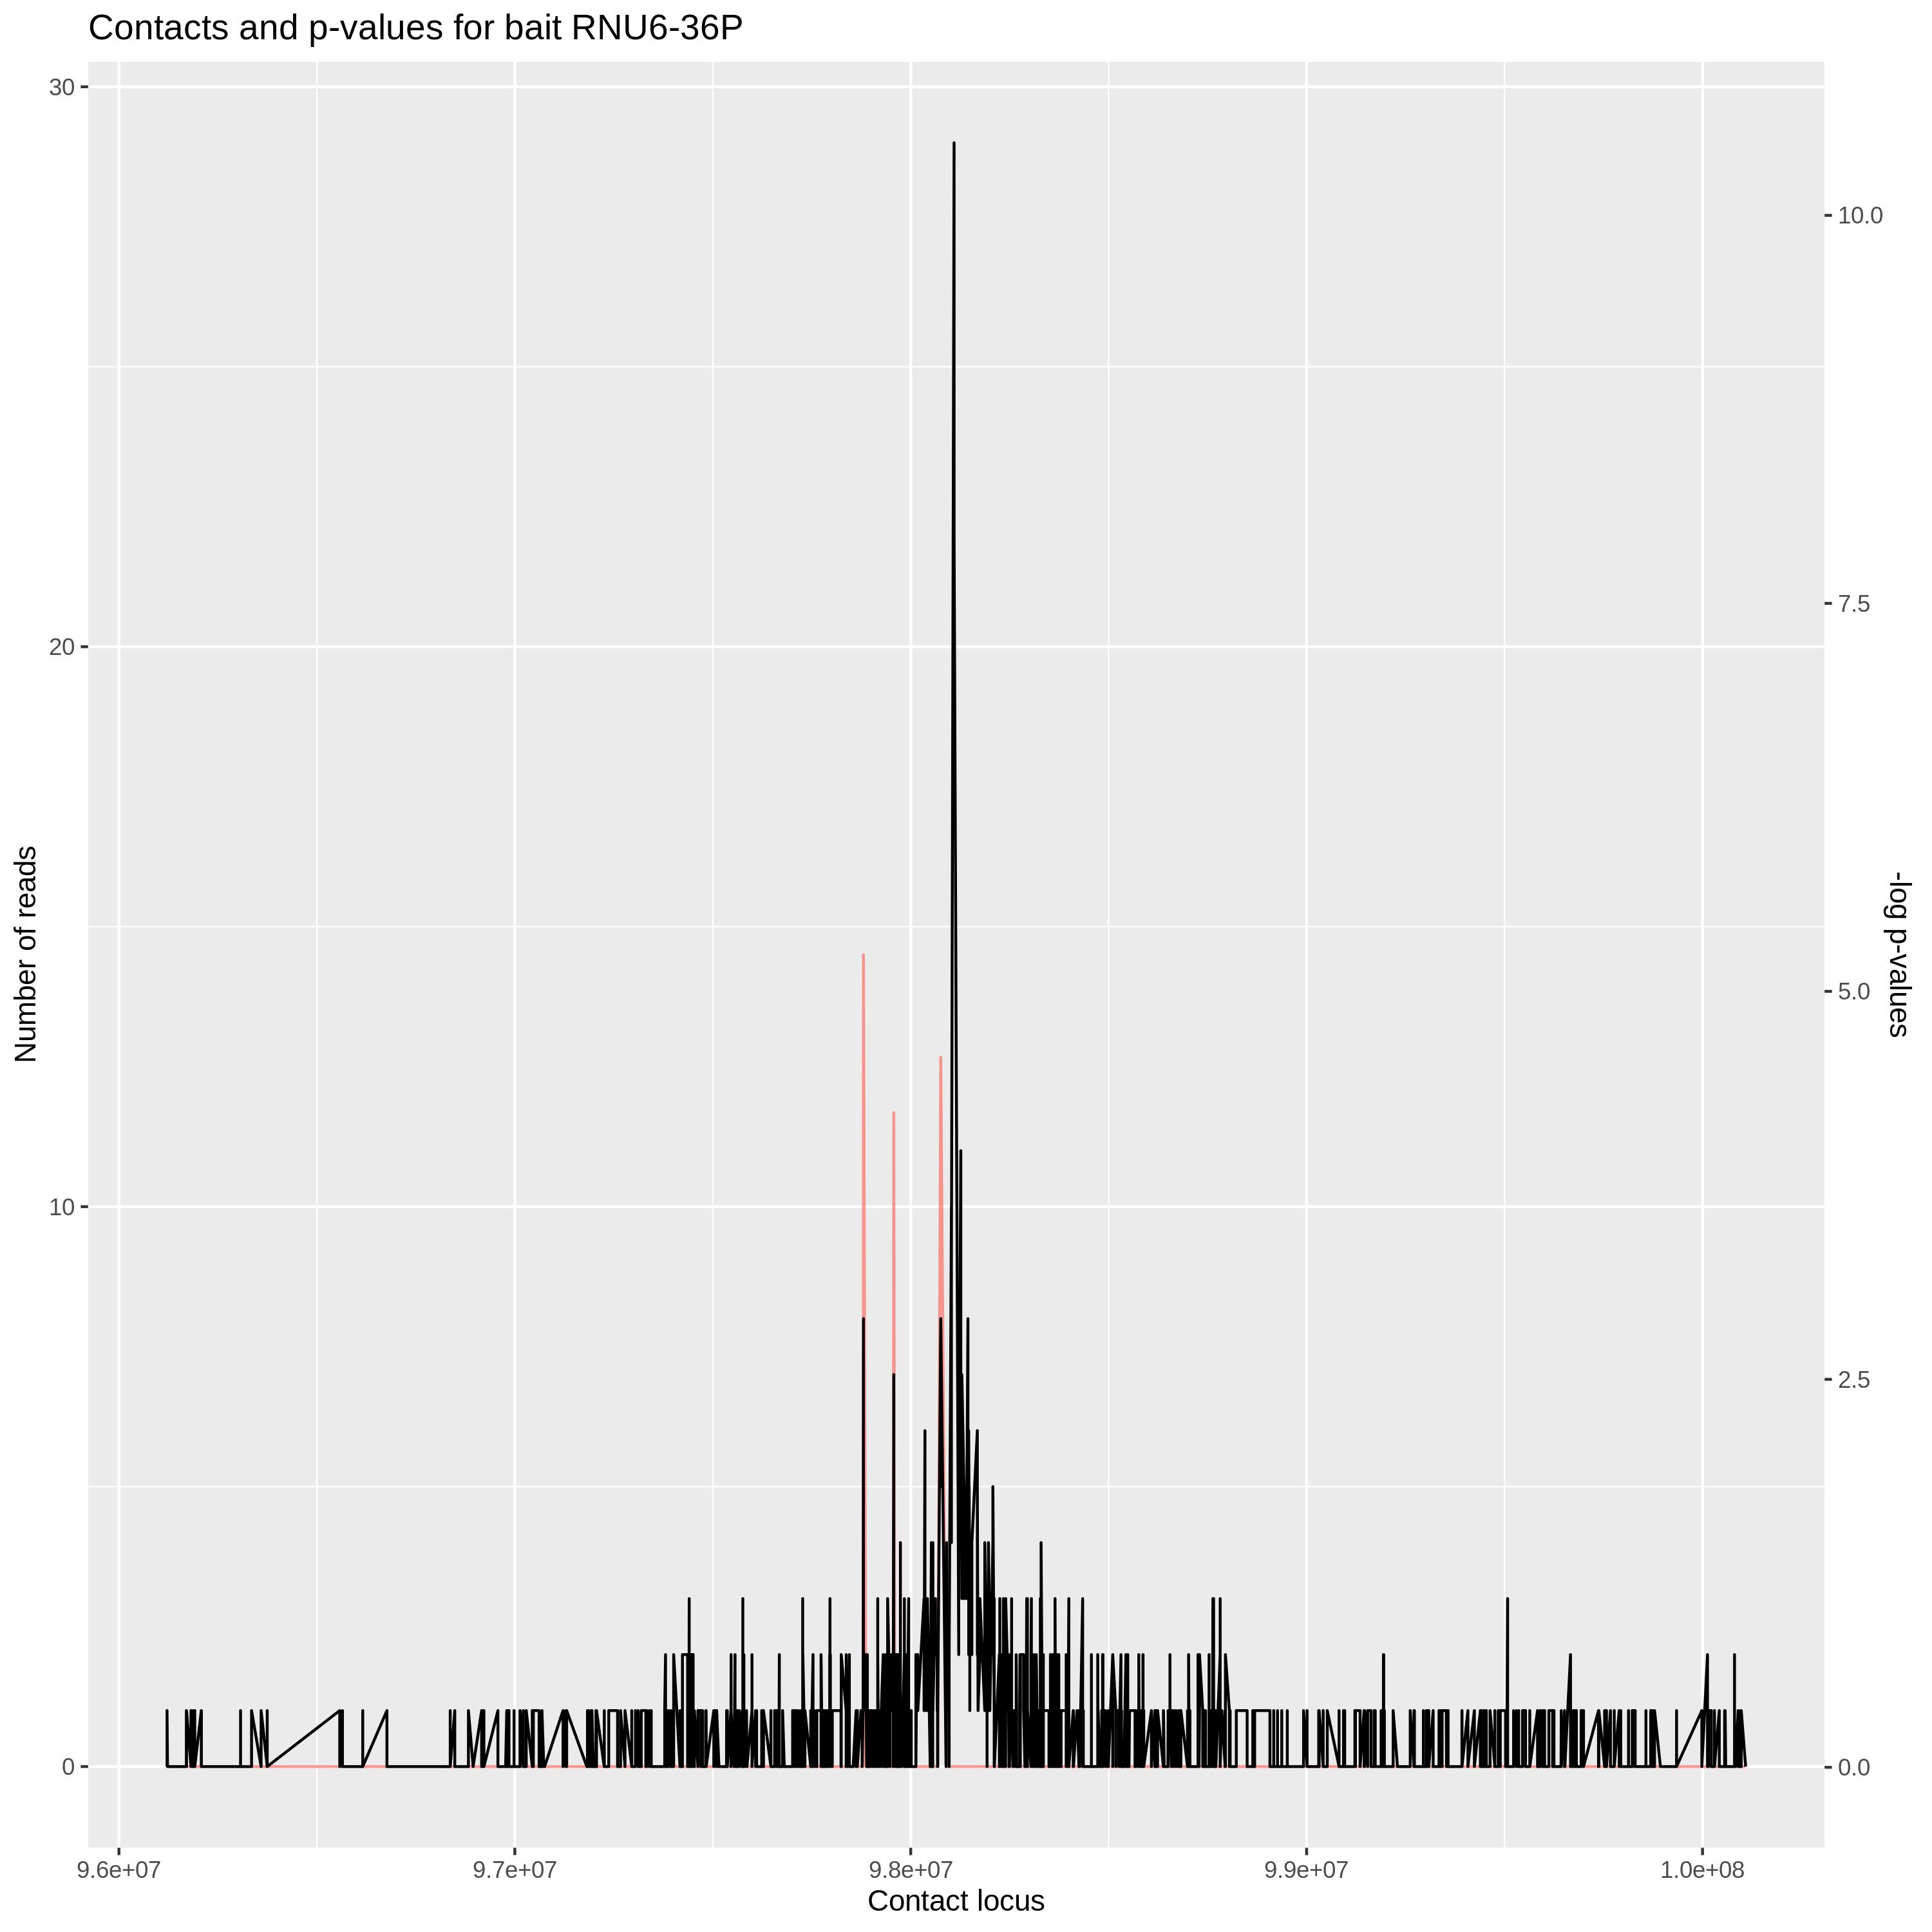 Contacts and p-values for bait RNU6-36P
30
20
10
0
Number of reads
10.0
7.5
5.0
2.5
0.0
-log p-values
9.6e+07
9.7e+07
9.8e+07
9.9e+07
1.0e+08
Contact locus